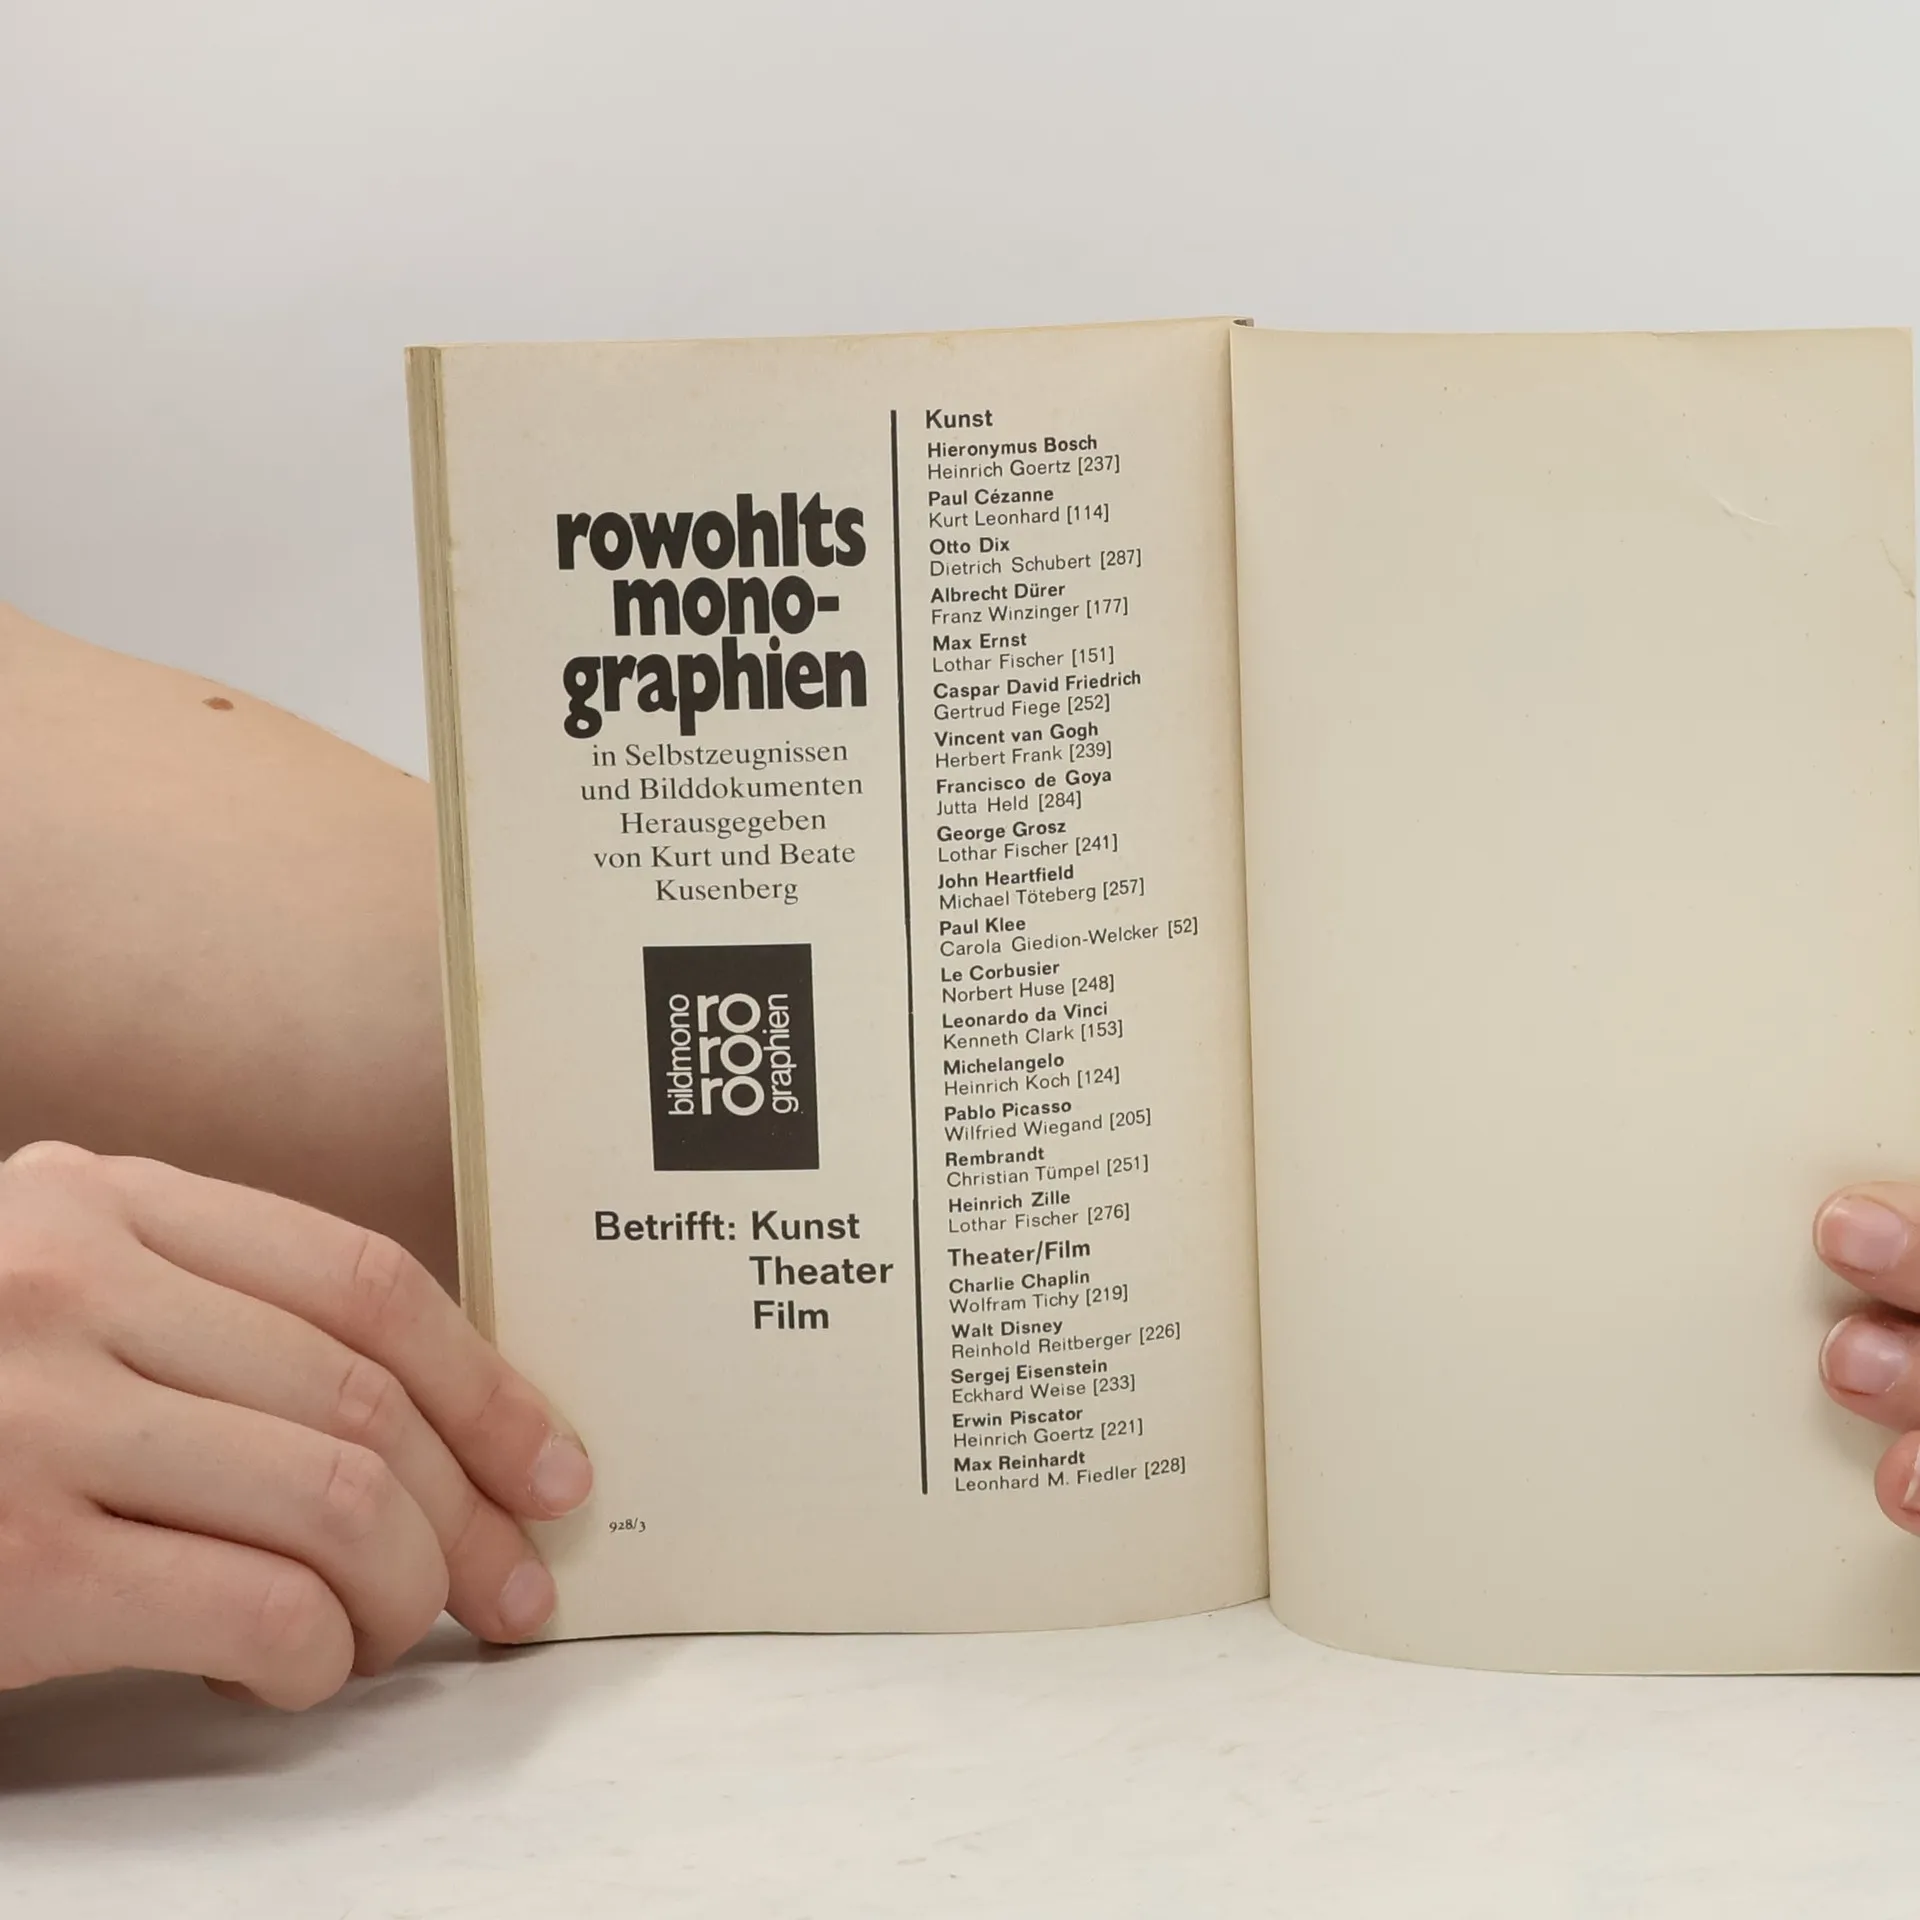 rowohlts
mono-
graphien
in Selbstzeugnissen
und Bilddokumenten
Herausgegeben
von Kurt und Beate
Kusenberg
bildmono
ro
ro
ro
graphien
Betrifft: Kunst
Theater
Film
928/3
Kunst
Hieronymus Bosch
Heinrich Goertz [237]
Paul Cézanne
Kurt Leonhard [114]
Otto Dix
Dietrich Schubert [287]
Albrecht Dürer
Franz Winzinger [177]
Max Ernst
Lothar Fischer [151]
Caspar David Friedrich
Gertrud Fiege [252]
Vincent van Gogh
Herbert Frank [239]
Francisco de Goya
Jutta Held [284]
George Grosz
Lothar Fischer [241]
John Heartfield
Michael Töteberg [257]
Paul Klee
Carola Giedion-Welcker [52]
Le Corbusier
Norbert Huse [248]
Leonardo da Vinci
Kenneth Clark [153]
Michelangelo
Heinrich Koch [124]
Pablo Picasso
Wilfried Wiegand [205]
Rembrandt
Christian Tümpel [251]
Heinrich Zille
Lothar Fischer [276]
Theater/Film
Charlie Chaplin
Wolfram Tichy [219]
Walt Disney
Reinhold Reitberger [226]
Sergej Eisenstein
Eckhard Weise [233]
Erwin Piscator
Heinrich Goertz [221]
Max Reinhardt
Leonhard M. Fiedler [228]